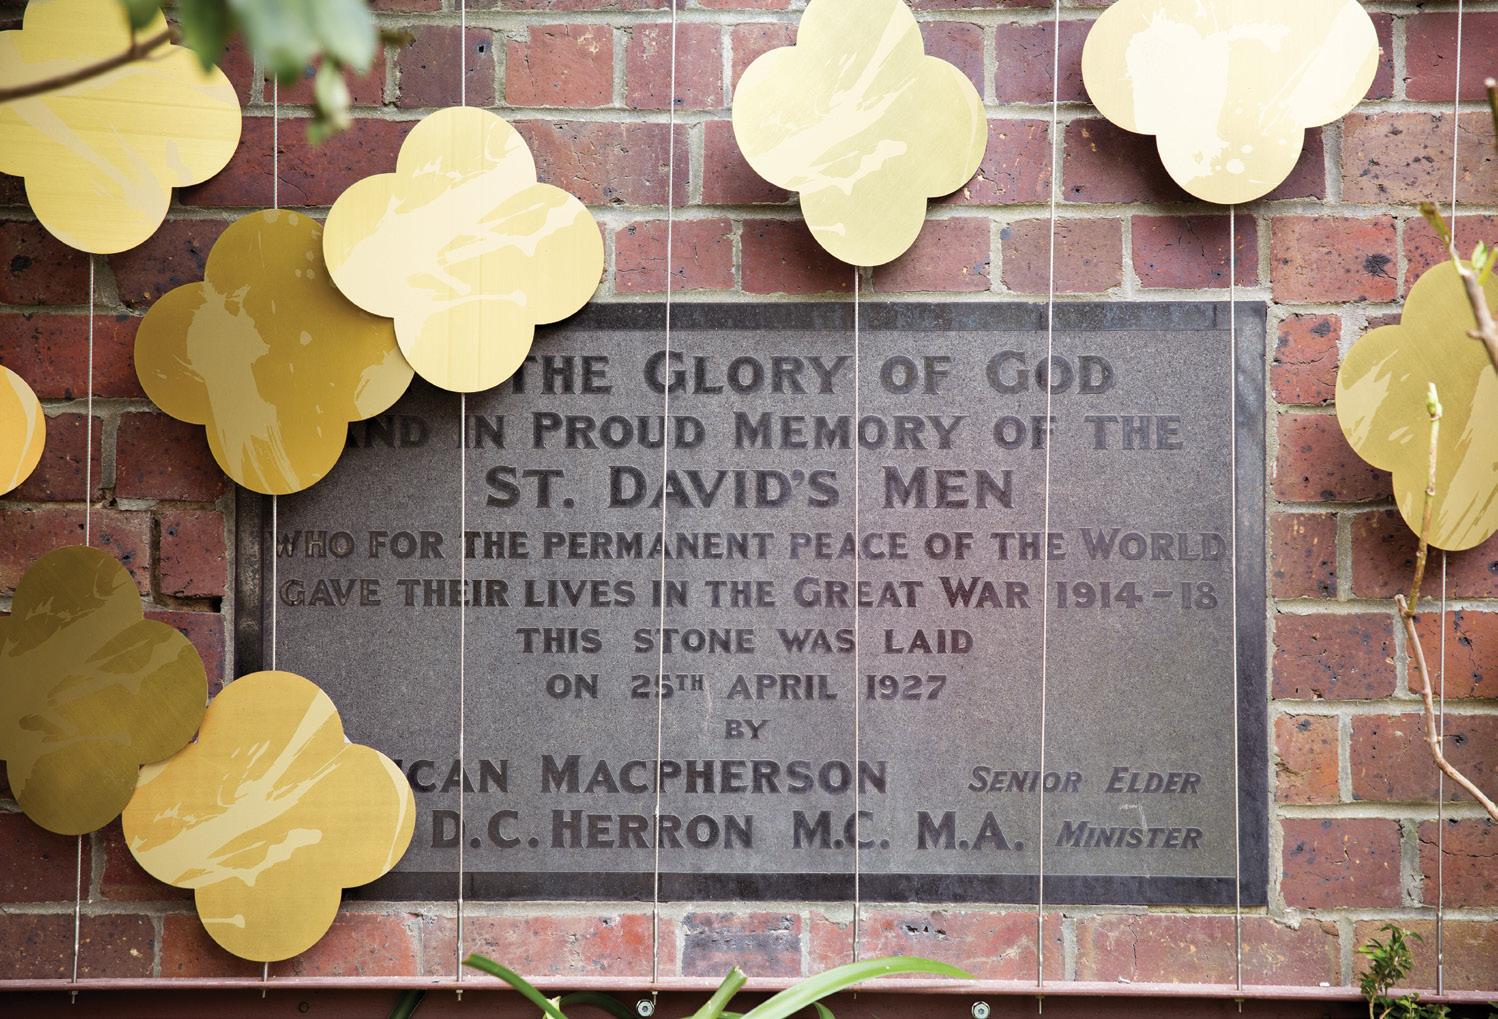 THE GLORY OF GOD
AND IN PROUD MEMORY OF THE
ST. DAVID'S MEN
WHO FOR THE PERMANENT PEACE OF THE WORLD
GAVE THEIR LIVES IN THE GREAT WAR 1914-18
THIS STONE WAS LAID
ON 25TH APRIL 1927
BY
CAN MACPHERSON SENIOR ELDER
D.C. HERRON M.C. M.A. MINISTER